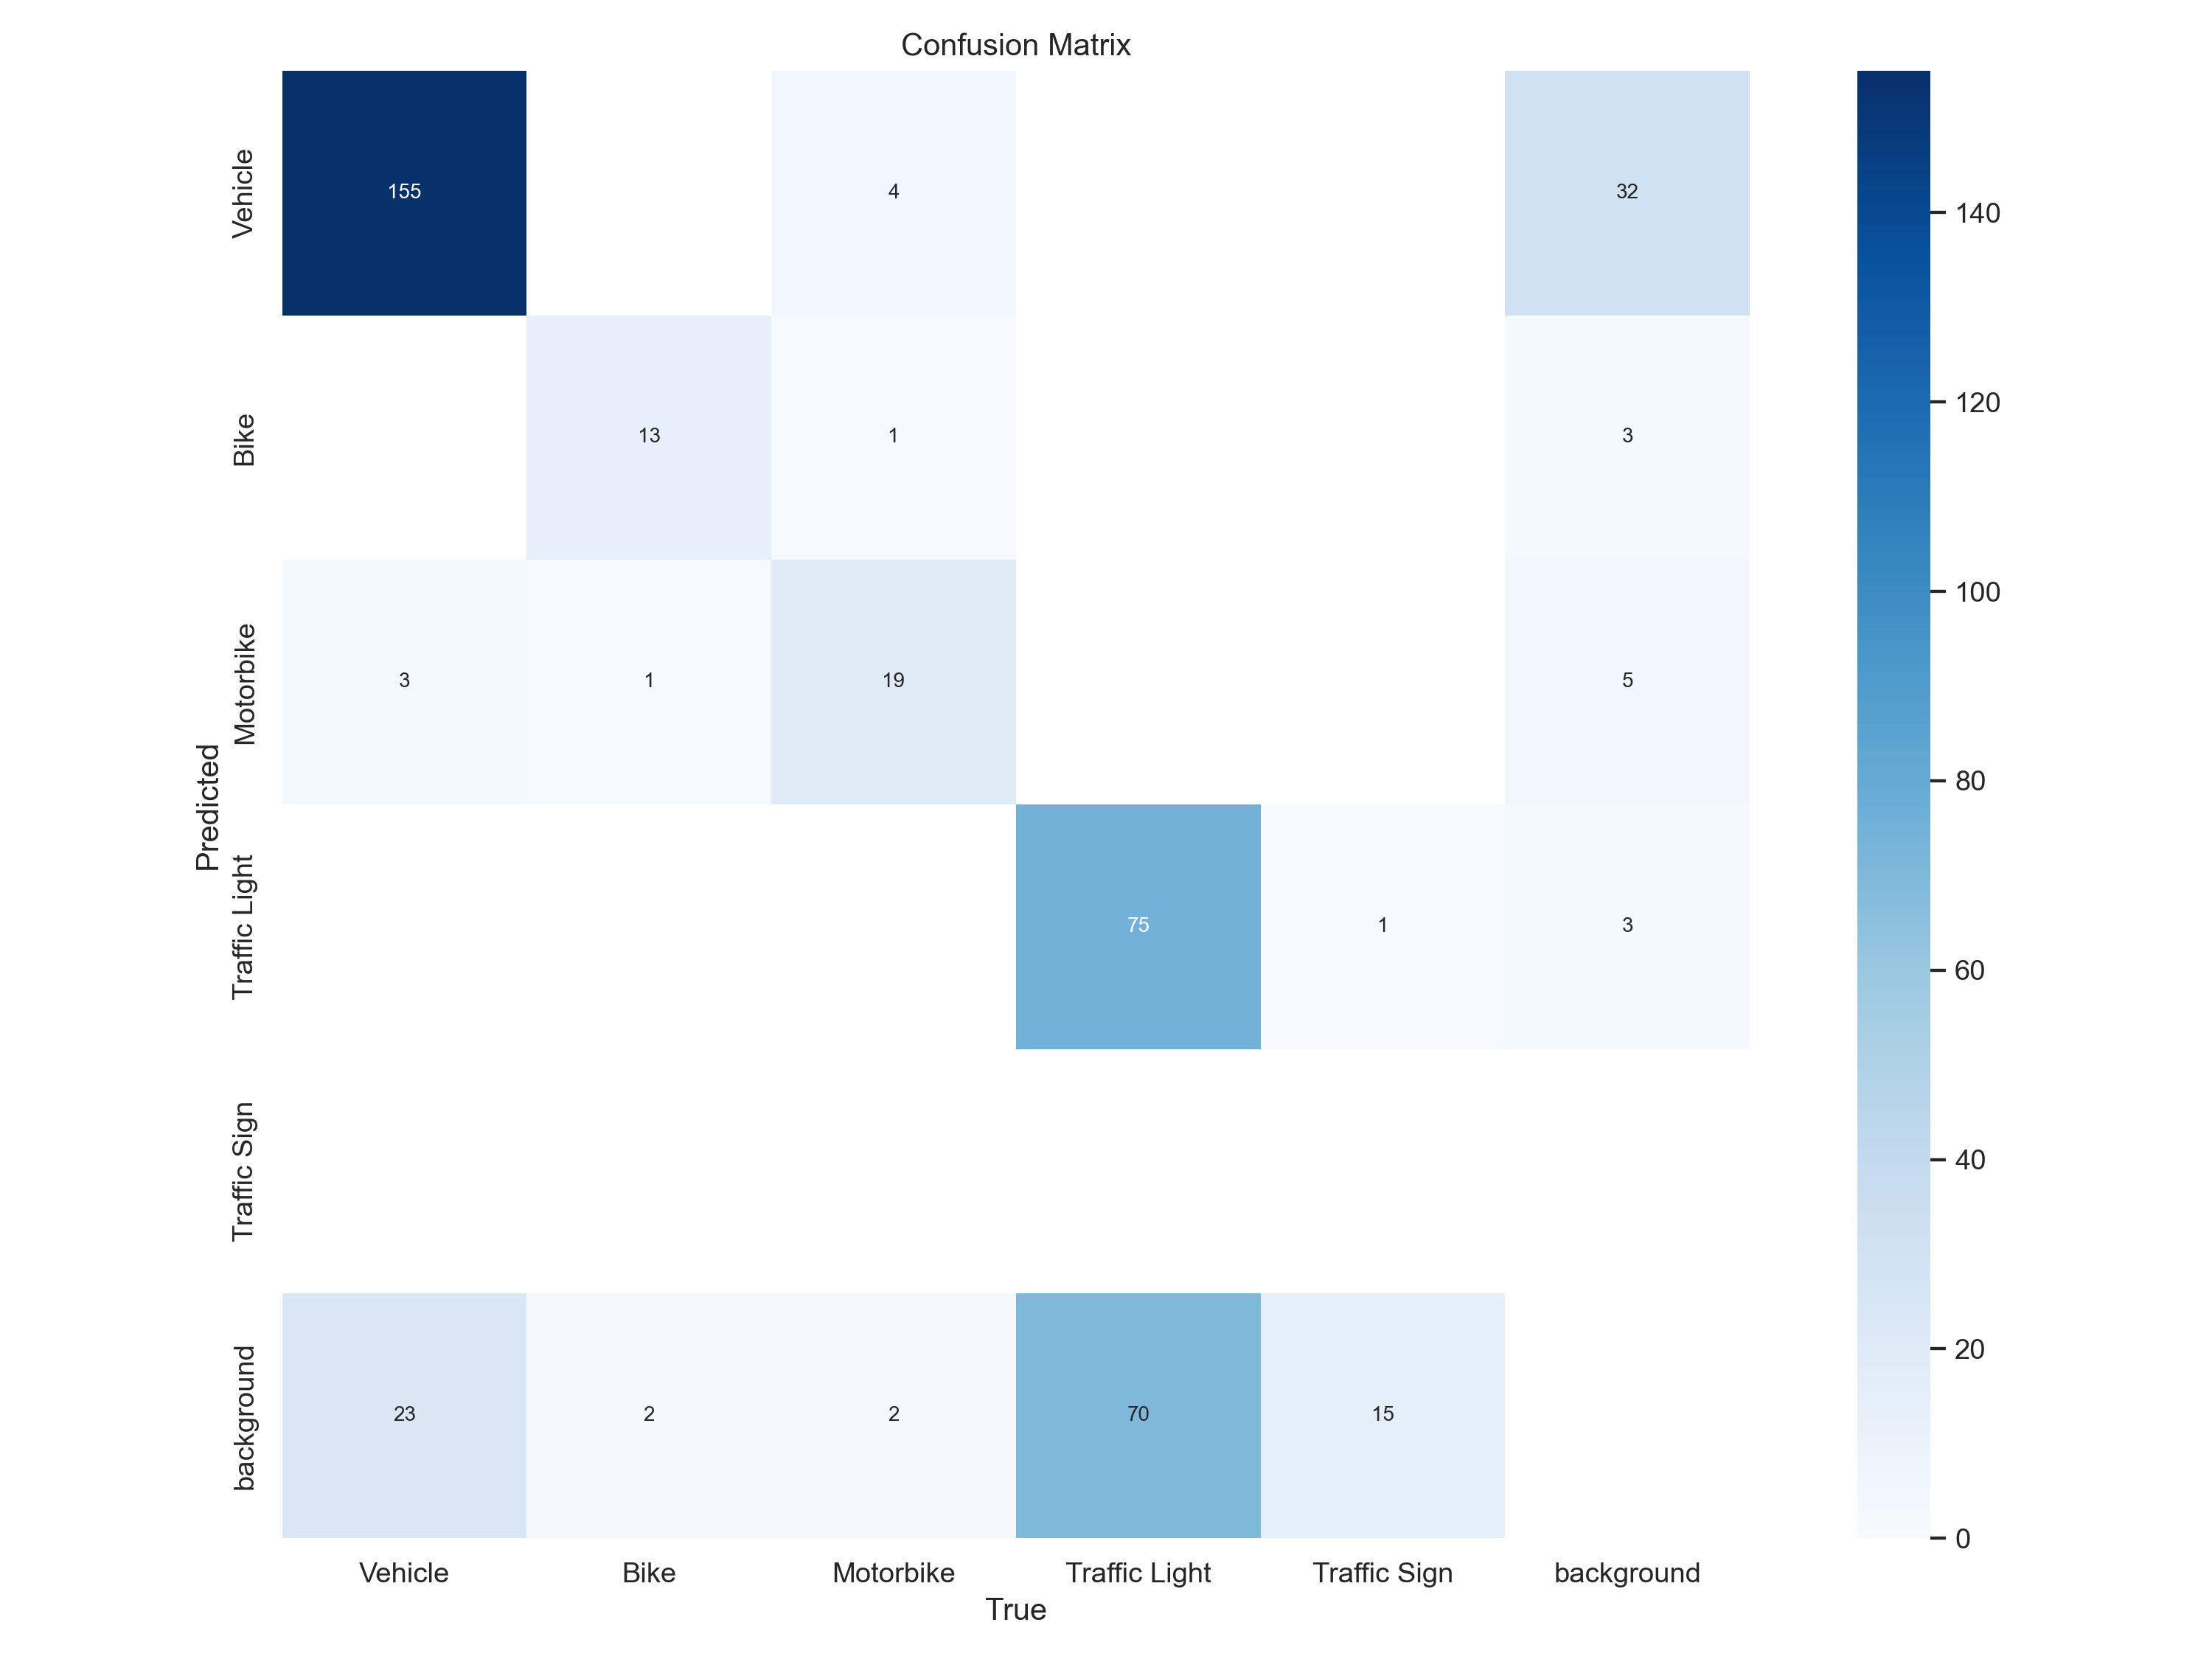 Confusion Matrix
Vehicle
155
4
32
140
Bike
13
1
3
120
Motorbike
3
1
19
5
100
80
Predicted
Traffic Light
75
1
3
60
Traffic Sign
40
background
23
2
2
70
15
20
0
Vehicle
Bike
Motorbike
Traffic Light
Traffic Sign
background
True